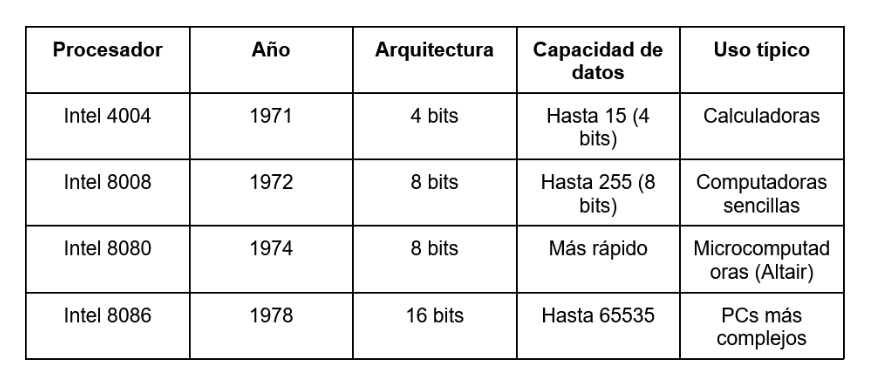 Procesador Año Arquitectura Capacidad de datos Uso típico
Intel 4004 1971 4 bits Hasta 15 (4 bits) Calculadoras
Intel 8008 1972 8 bits Hasta 255 (8 bits) Computadoras sencillas
Intel 8080 1974 8 bits Más rápido Microcomputadoras (Altair)
Intel 8086 1978 16 bits Hasta 65535 PCs más complejos